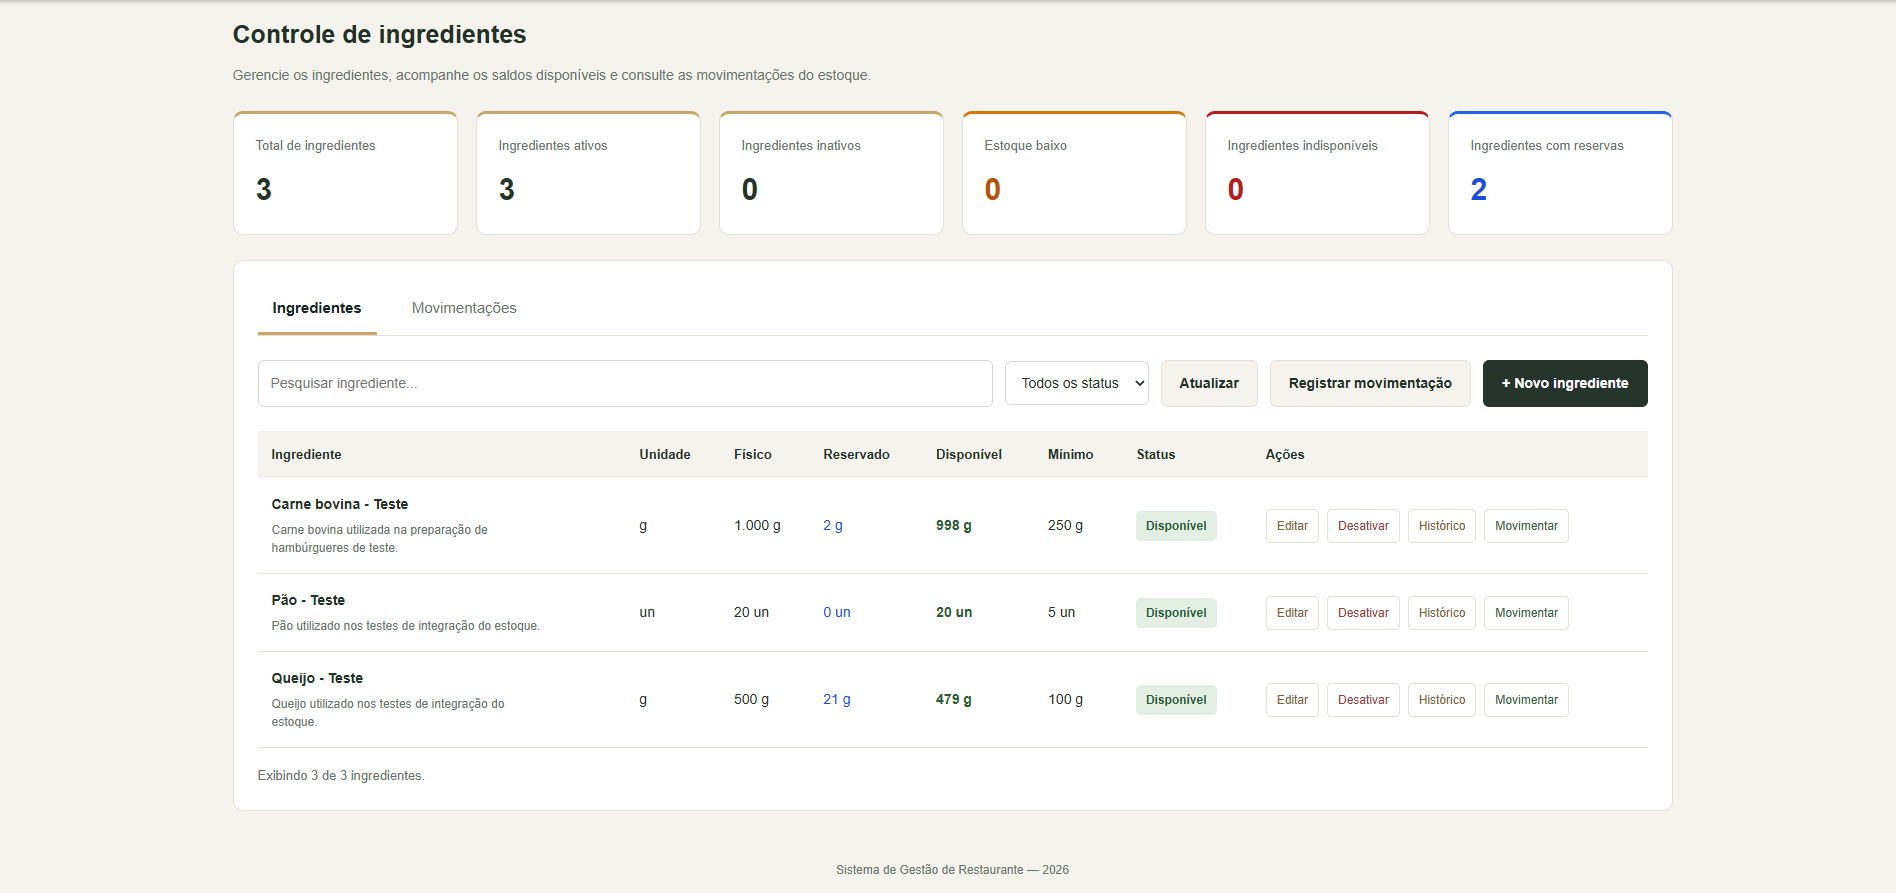 Controle de ingredientes
Gerencie os ingredientes, acompanhe os saldos disponíveis e consulte as movimentações do estoque.
Total de ingredientes
3
Ingredientes ativos
3
Ingredientes inativos
0
Estoque baixo
0
Ingredientes indisponíveis
0
Ingredientes com reservas
2
Ingredientes Movimentações
Pesquisar ingrediente... Todos os status Atualizar Registrar movimentação + Novo ingrediente
Ingrediente Unidade Físico Reservado Disponível Mínimo Status Ações
Carne bovina - Teste
Carne bovina utilizada na preparação de
hambúrgueres de teste.
g 1.000 g 2 g 998 g 250 g Disponível Editar Desativar Histórico Movimentar
Pão - Teste
Pão utilizado nos testes de integração do estoque.
un 20 un 0 un 20 un 5 un Disponível Editar Desativar Histórico Movimentar
Queijo - Teste
Queijo utilizado nos testes de integração do
estoque.
g 500 g 21 g 479 g 100 g Disponível Editar Desativar Histórico Movimentar
Exibindo 3 de 3 ingredientes.
Sistema de Gestão de Restaurante — 2026